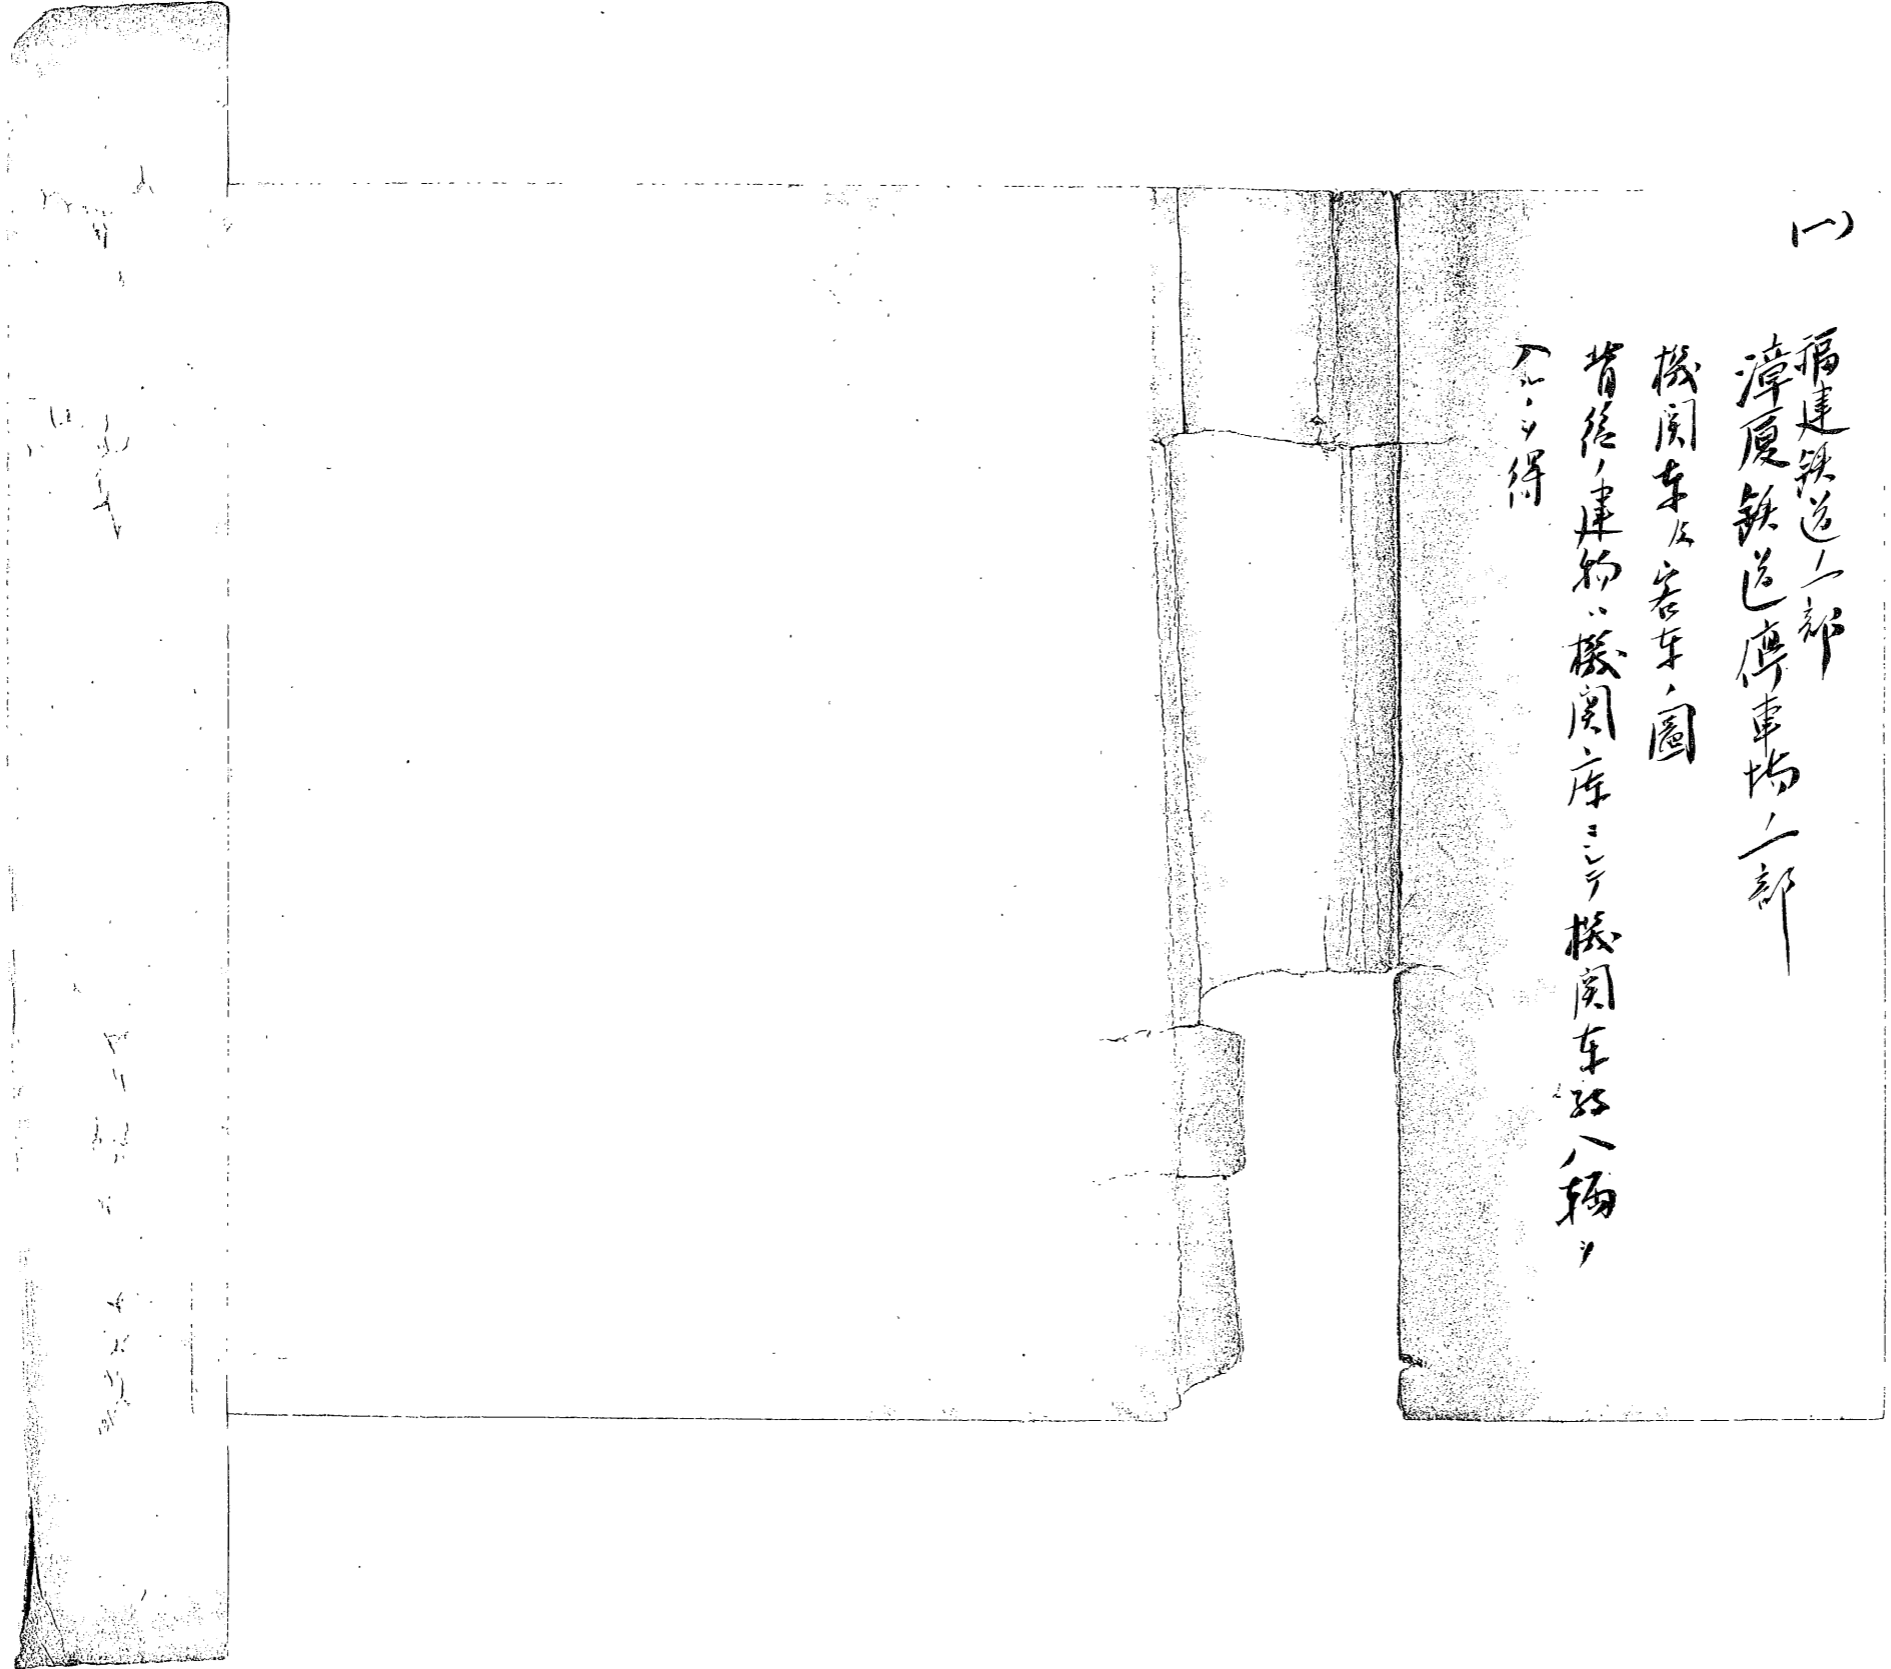 (一)
福建鉄道ノ一部
漳厦鉄道停車場ノ一部
機関車及客車ノ圖
背後ノ建物ハ機関庫ニシテ機関車数八輌ヲ
入ルヽヲ得